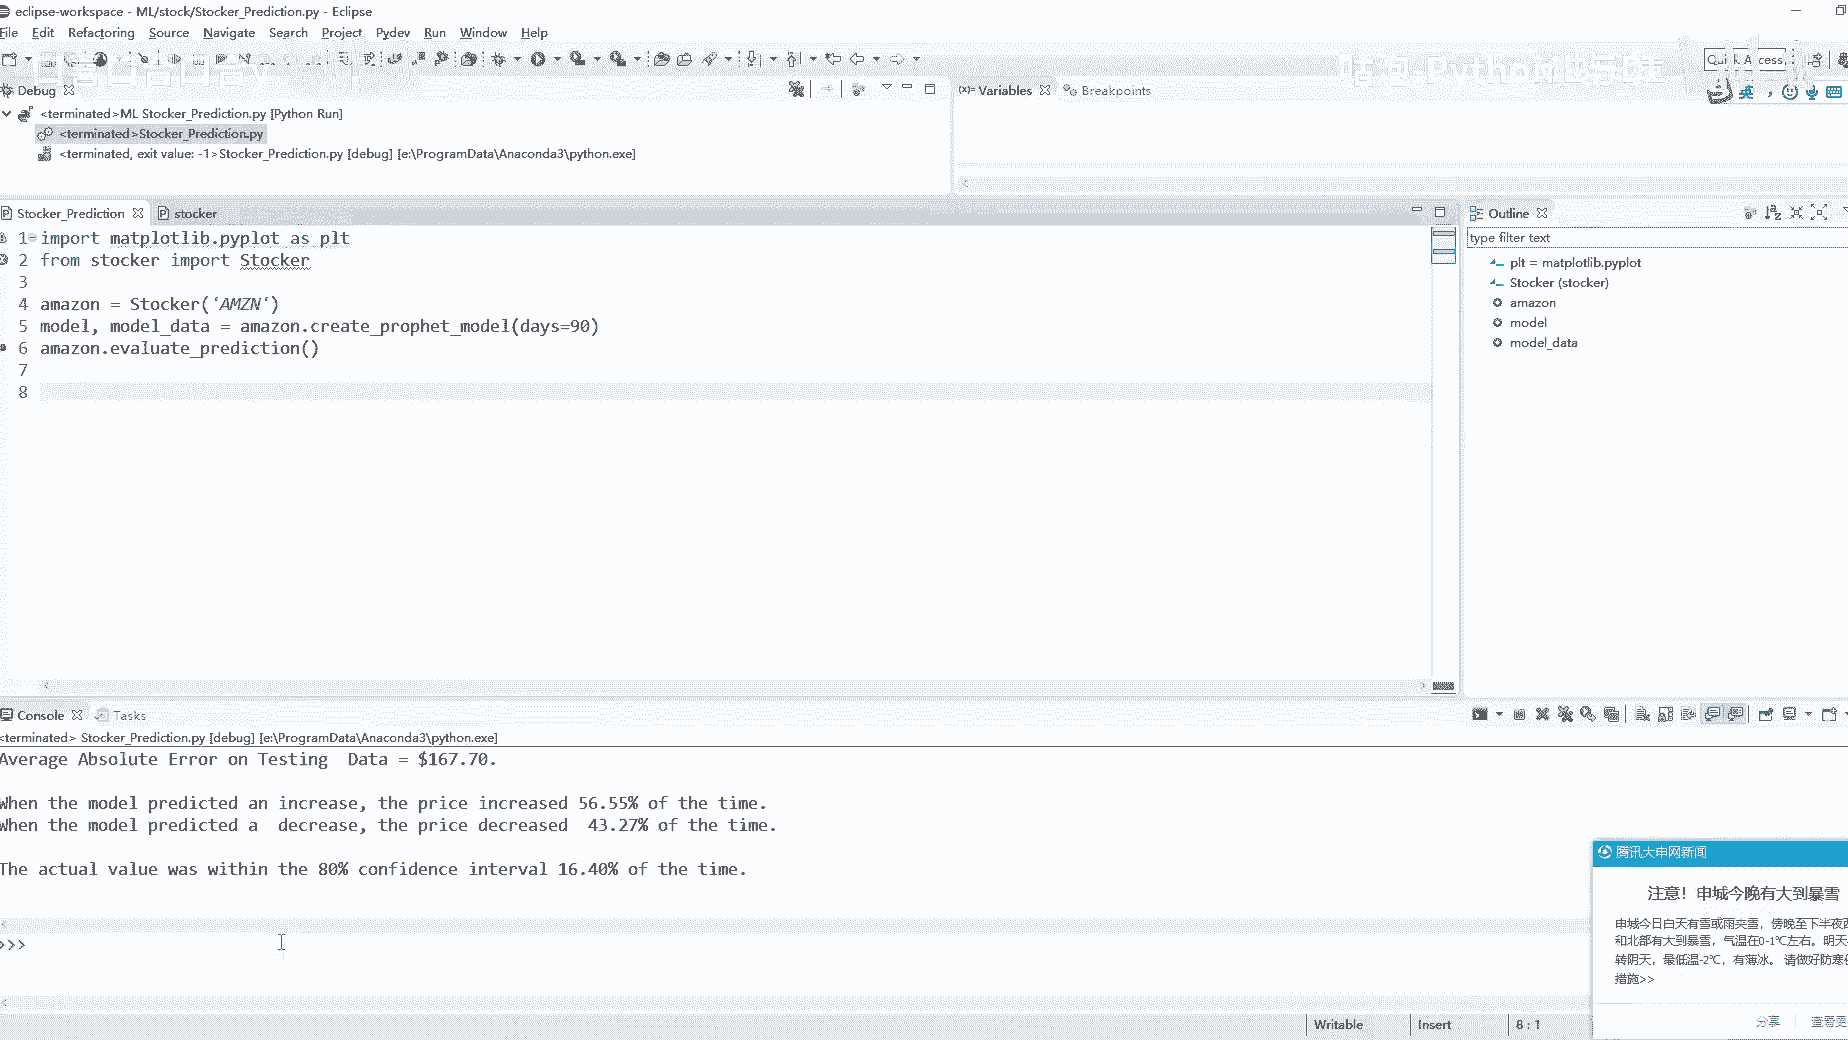 eclipse-workspace - ML/stock/Stocker_Prediction.py - Eclipse
File Edit Refactoring Source Navigate Search Project Pydev Run Window Help
Quick Access
Debug
(x)= Variables Breakpoints
<terminated>ML Stocker_Prediction.py [Python Run]
<terminated>Stocker_Prediction.py
<terminated, exit value: -1>Stocker_Prediction.py [debug] [e:\ProgramData\Anaconda3\python.exe]
Stocker_Prediction stocker
1 import matplotlib.pyplot as plt
2 from stocker import Stocker
3
4 amazon = Stocker('AMZN')
5 model, model_data = amazon.create_prophet_model(days=90)
6 amazon.evaluate_prediction()
7
8
Outline
type filter text
plt = matplotlib.pyplot
Stocker (stocker)
amazon
model
model_data
Console Tasks
<terminated> Stocker_Prediction.py [debug] [e:\ProgramData\Anaconda3\python.exe]
Average Absolute Error on Testing  Data = $167.70.
When the model predicted an increase, the price increased 56.55% of the time.
When the model predicted a  decrease, the price decreased  43.27% of the time.
The actual value was within the 80% confidence interval 16.40% of the time.
>>>
腾讯大申网新闻
注意！申城今晚有大到暴雪
申城今日白天有雪或雨夹雪，傍晚至下半夜
和北部有大到暴雪，气温在0-1℃左右。明天
转阴天，最低温-2℃，有薄冰。请做好防寒
措施>>
分享 查看更
Writable Insert 8 : 1